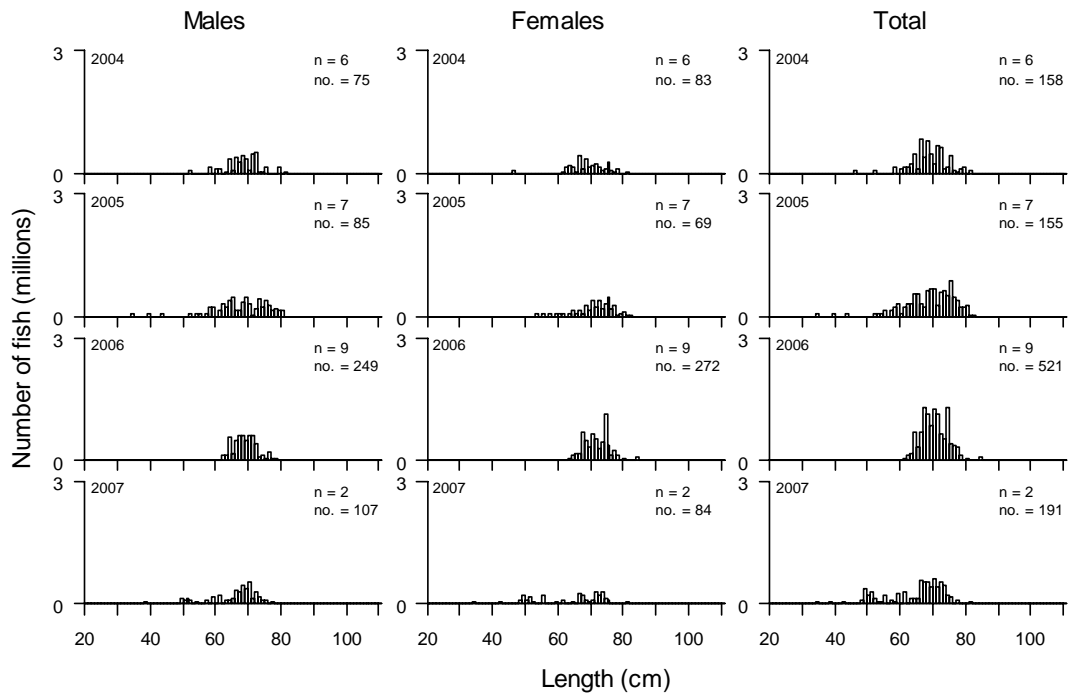 Males Females Total
3 2004 n = 6 3 2004 n = 6 3 2004 n = 6
no. = 75 no. = 83 no. = 158
0 0 0
3 2005 n = 7 3 2005 n = 7 3 2005 n = 7
no. = 85 no. = 69 no. = 155
0 0 0
3 2006 n = 9 3 2006 n = 9 3 2006 n = 9
no. = 249 no. = 272 no. = 521
0 0 0
3 2007 n = 2 3 2007 n = 2 3 2007 n = 2
no. = 107 no. = 84 no. = 191
0 0 0
20 40 60 80 100 20 40 60 80 100 20 40 60 80 100
Number of fish (millions)
Length (cm)